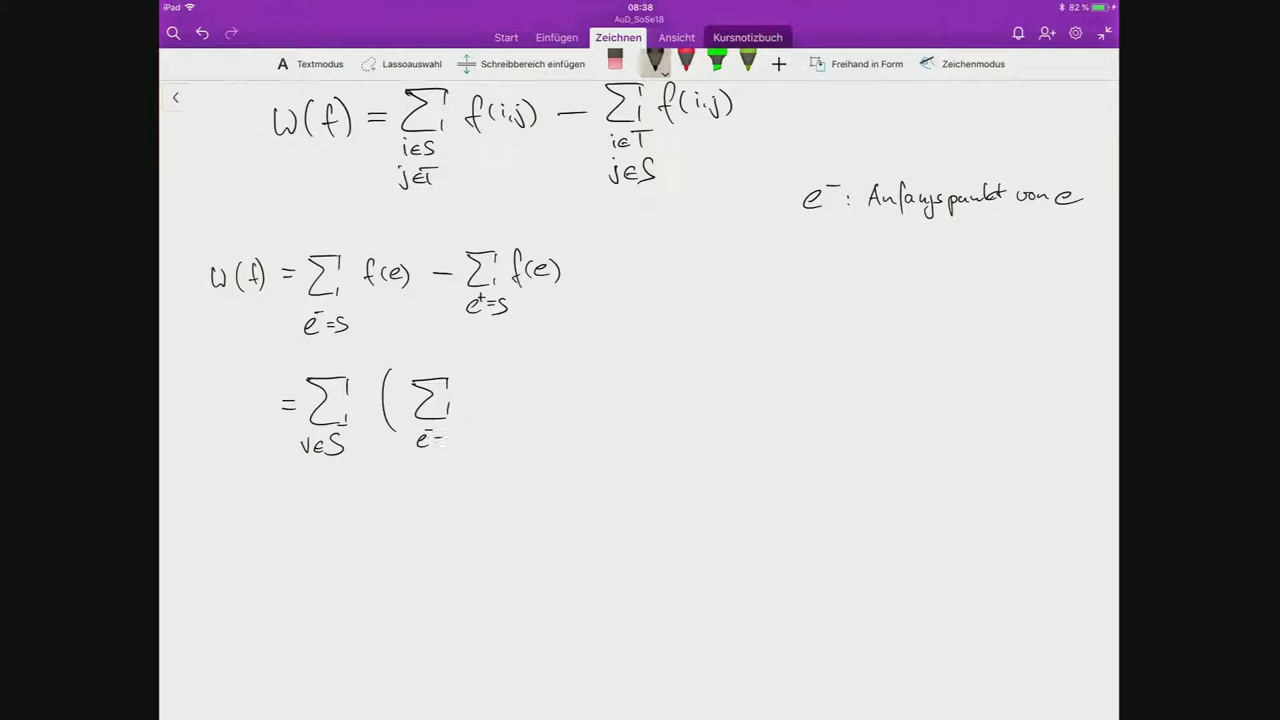 iPad 08:38 82 %
AuD_SoSe18
Start Einfügen Zeichnen Ansicht Kursnotizbuch
A Textmodus Lassoauswahl Schreibbereich einfügen Freihand in Form Zeichenmodus
w(f) = ∑ f(i,j) − ∑ f(i,j)
i∈S i∈T
j∈T j∈S
e⁻: Anfangspunkt von e
w(f) = ∑ f(e) − ∑ f(e)
e⁻=s e⁺=s
= ∑ ( ∑
v∈S e⁻=